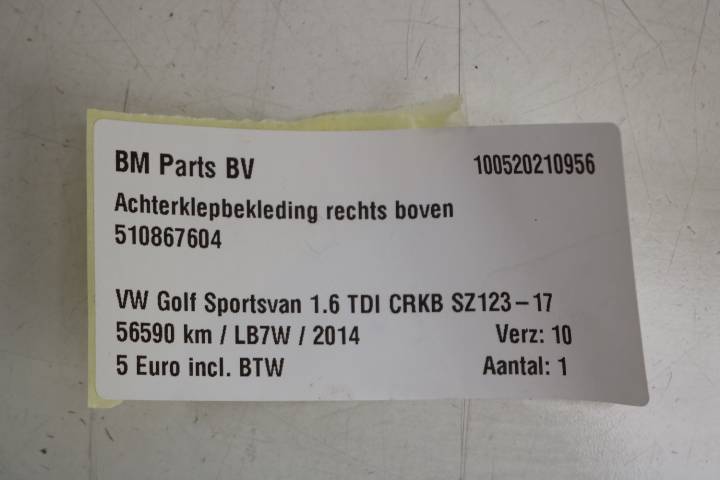 BM Parts BV 100520210956
Achterklepbekleding rechts boven
510867604
VW Golf Sportsvan 1.6 TDI CRKB SZ123-17
56590 km / LB7W / 2014 Verz: 10
5 Euro incl. BTW Aantal: 1